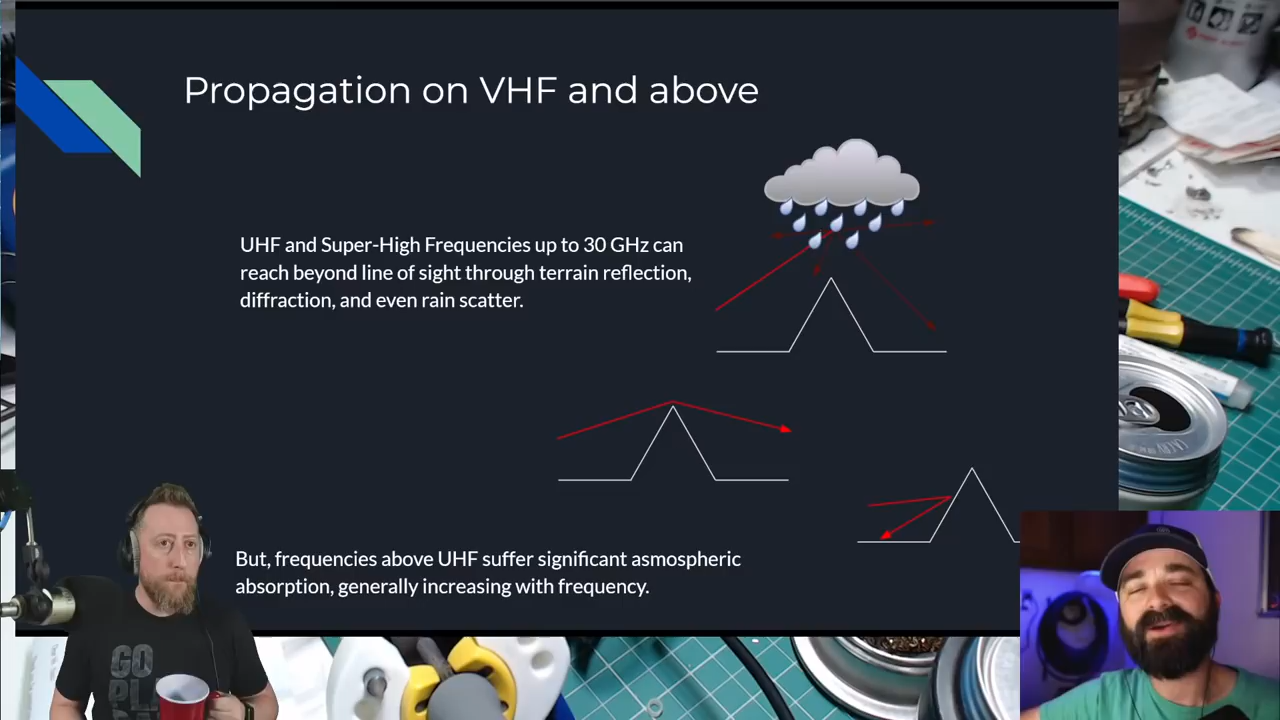 Propagation on VHF and above
UHF and Super-High Frequencies up to 30 GHz can
reach beyond line of sight through terrain reflection,
diffraction, and even rain scatter.
But, frequencies above UHF suffer significant asmospheric
absorption, generally increasing with frequency.
GO